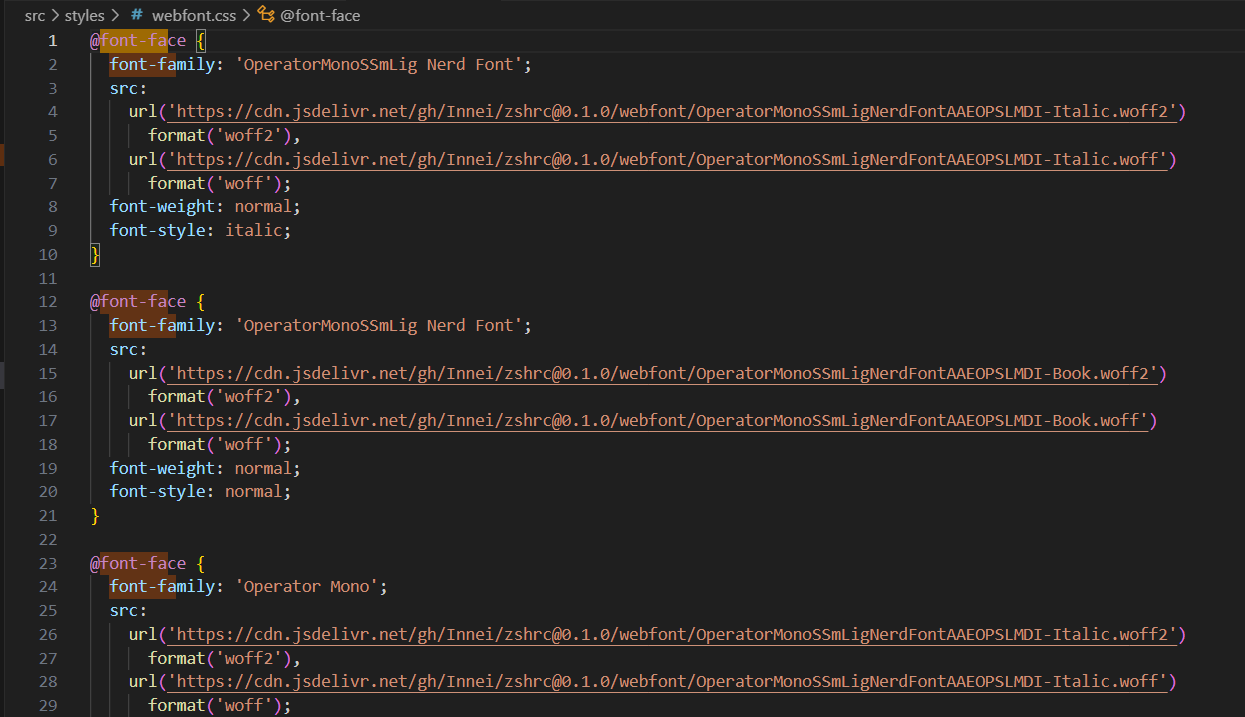 src > styles > # webfont.css > @font-face
1 @font-face {
2 font-family: 'OperatorMonoSSmLig Nerd Font';
3 src:
4 url('https://cdn.jsdelivr.net/gh/Innei/zshrc@0.1.0/webfont/OperatorMonoSSmLigNerdFontAAEOPSLMDI-Italic.woff2')
5 format('woff2'),
6 url('https://cdn.jsdelivr.net/gh/Innei/zshrc@0.1.0/webfont/OperatorMonoSSmLigNerdFontAAEOPSLMDI-Italic.woff')
7 format('woff');
8 font-weight: normal;
9 font-style: italic;
10 }
11
12 @font-face {
13 font-family: 'OperatorMonoSSmLig Nerd Font';
14 src:
15 url('https://cdn.jsdelivr.net/gh/Innei/zshrc@0.1.0/webfont/OperatorMonoSSmLigNerdFontAAEOPSLMDI-Book.woff2')
16 format('woff2'),
17 url('https://cdn.jsdelivr.net/gh/Innei/zshrc@0.1.0/webfont/OperatorMonoSSmLigNerdFontAAEOPSLMDI-Book.woff')
18 format('woff');
19 font-weight: normal;
20 font-style: normal;
21 }
22
23 @font-face {
24 font-family: 'Operator Mono';
25 src:
26 url('https://cdn.jsdelivr.net/gh/Innei/zshrc@0.1.0/webfont/OperatorMonoSSmLigNerdFontAAEOPSLMDI-Italic.woff2')
27 format('woff2'),
28 url('https://cdn.jsdelivr.net/gh/Innei/zshrc@0.1.0/webfont/OperatorMonoSSmLigNerdFontAAEOPSLMDI-Italic.woff')
29 format('woff');